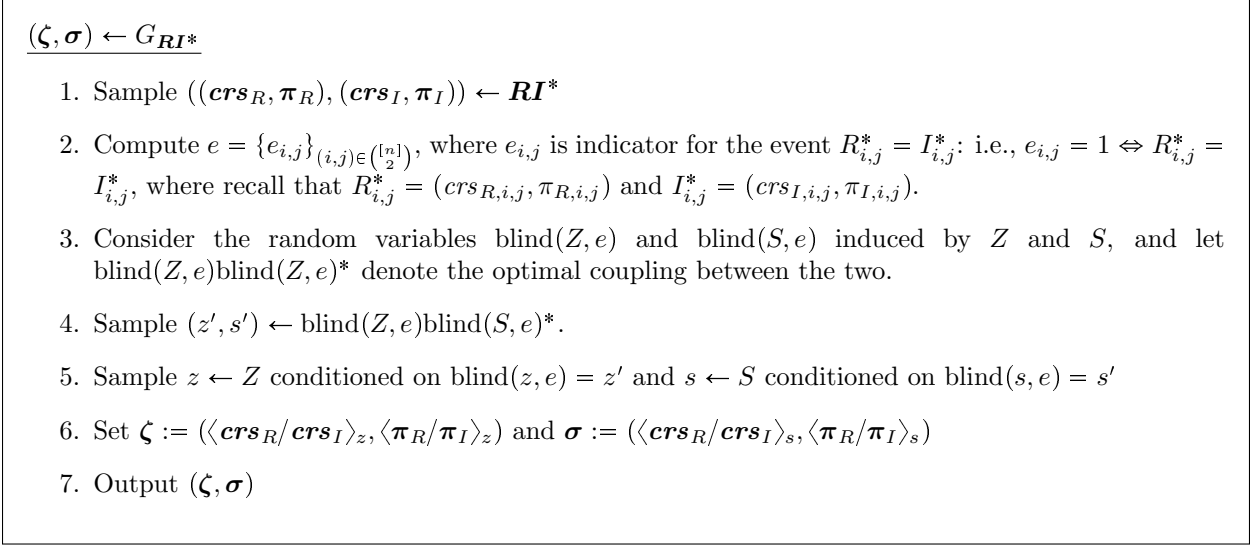 (ζ, σ) ← G_{RI*}
1. Sample ((crs_R, π_R), (crs_I, π_I)) ← RI*
2. Compute e = {e_{i,j}}_{(i,j)∈\binom{[n]}{2}}, where e_{i,j} is indicator for the event R*_{i,j} = I*_{i,j}: i.e., e_{i,j} = 1 ⇔ R*_{i,j} =
I*_{i,j}, where recall that R*_{i,j} = (crs_{R,i,j}, π_{R,i,j}) and I*_{i,j} = (crs_{I,i,j}, π_{I,i,j}).
3. Consider the random variables blind(Z, e) and blind(S, e) induced by Z and S, and let
blind(Z, e)blind(Z, e)* denote the optimal coupling between the two.
4. Sample (z′, s′) ← blind(Z, e)blind(S, e)*.
5. Sample z ← Z conditioned on blind(z, e) = z′ and s ← S conditioned on blind(s, e) = s′
6. Set ζ := (⟨crs_R/crs_I⟩_z, ⟨π_R/π_I⟩_z) and σ := (⟨crs_R/crs_I⟩_s, ⟨π_R/π_I⟩_s)
7. Output (ζ, σ)